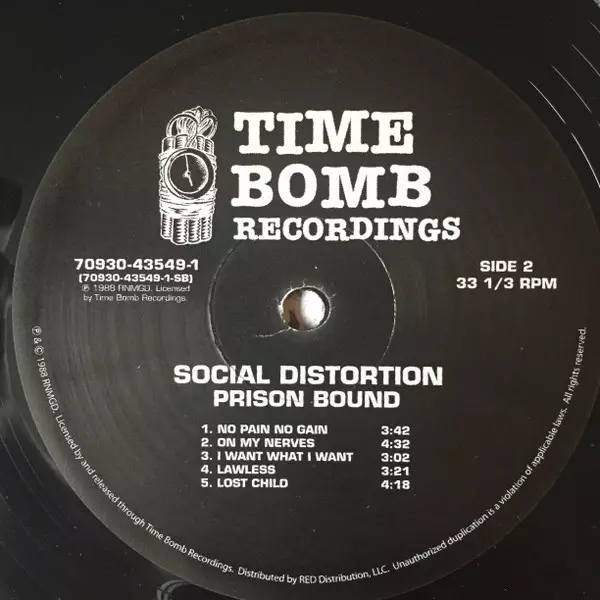 TIME
BOMB
RECORDINGS
70930-43549-1
(70930-43549-1-SB)
℗ 1988 RNMGD. Licensed
by Time Bomb Recordings.
SIDE 2
33 1/3 RPM
SOCIAL DISTORTION
PRISON BOUND
1. NO PAIN NO GAIN 3:42
2. ON MY NERVES 4:32
3. I WANT WHAT I WANT 3:02
4. LAWLESS 3:21
5. LOST CHILD 4:18
℗ & © 1988 RNMGD. Licensed by and released through Time Bomb Recordings. Distributed by RED Distribution, LLC. Unauthorized duplication is a violation of applicable laws. All rights reserved.